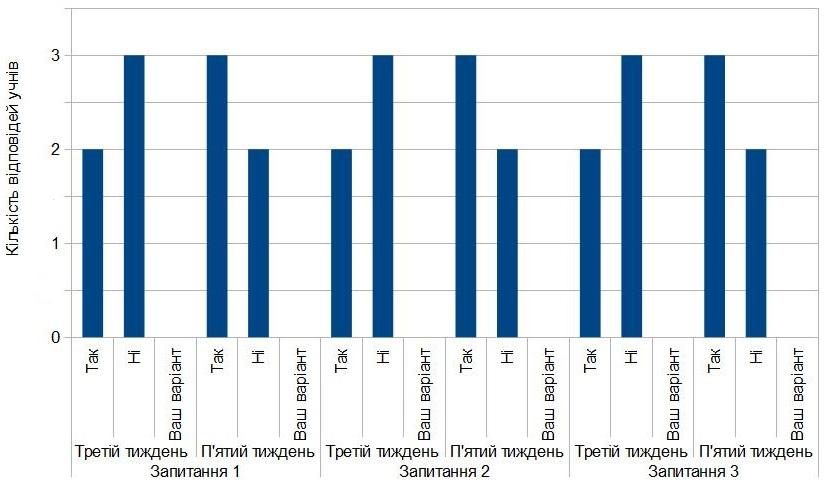 Кількість відповідей учнів
3
2
1
0
Так Ні Ваш варіант Так Ні Ваш варіант Так Ні Ваш варіант Так Ні Ваш варіант Так Ні Ваш варіант Так Ні Ваш варіант
Третій тиждень П'ятий тиждень Третій тиждень П'ятий тиждень Третій тиждень П'ятий тиждень
Запитання 1 Запитання 2 Запитання 3